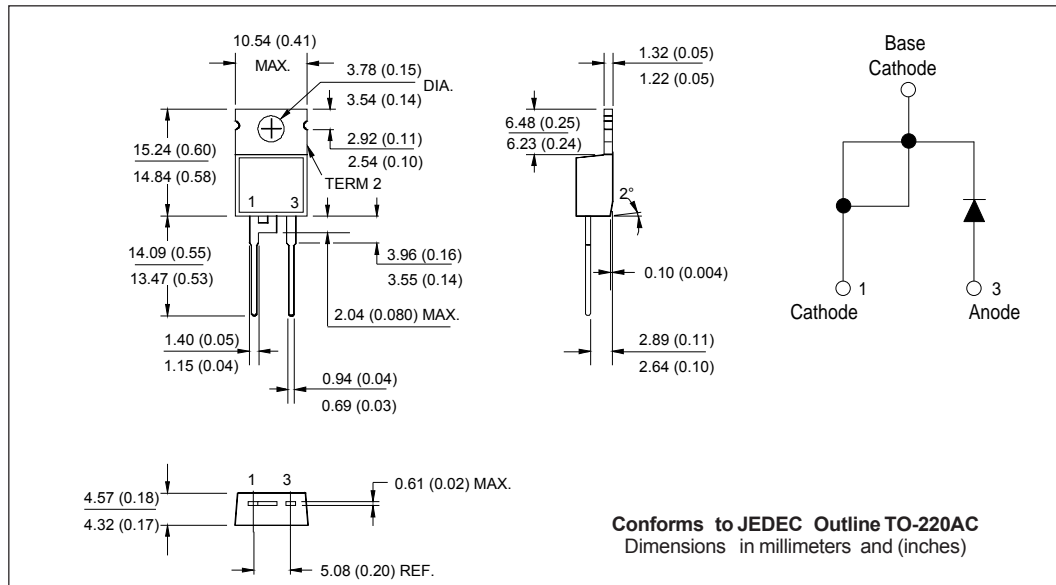 10.54 (0.41)
MAX.
3.78 (0.15)
3.54 (0.14)
DIA.
2.92 (0.11)
2.54 (0.10)
TERM 2
15.24 (0.60)
14.84 (0.58)
1 3
14.09 (0.55)
13.47 (0.53)
3.96 (0.16)
3.55 (0.14)
2.04 (0.080) MAX.
1.40 (0.05)
1.15 (0.04)
0.94 (0.04)
0.69 (0.03)
1.32 (0.05)
1.22 (0.05)
6.48 (0.25)
6.23 (0.24)
2°
0.10 (0.004)
2.89 (0.11)
2.64 (0.10)
Base
Cathode
1
Cathode
3
Anode
1 3
4.57 (0.18)
4.32 (0.17)
0.61 (0.02) MAX.
5.08 (0.20) REF.
Conforms to JEDEC Outline TO-220AC
Dimensions in millimeters and (inches)